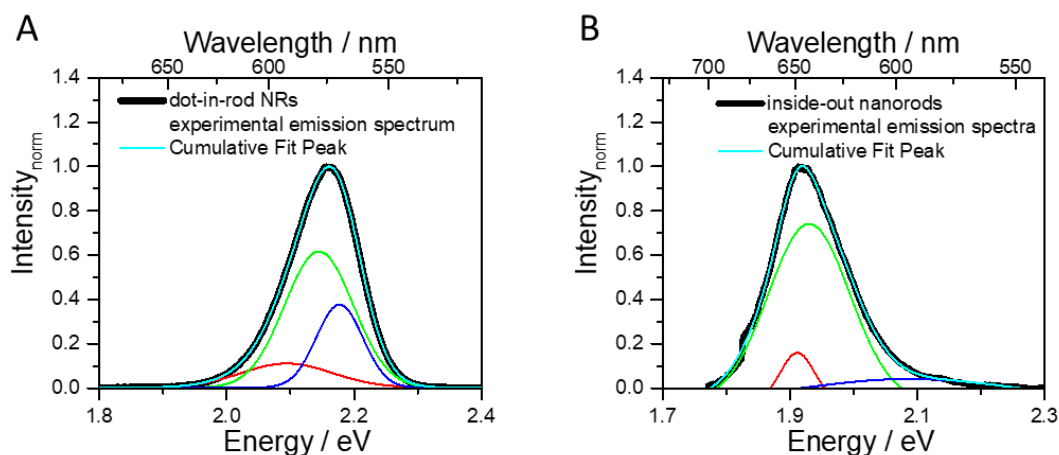 A
Wavelength / nm
650 600 550
1.4
1.2
1.0
0.8
0.6
0.4
0.2
0.0
Intensitynorm
dot-in-rod NRs
experimental emission spectrum
Cumulative Fit Peak
1.8 2.0 2.2 2.4
Energy / eV
B
Wavelength / nm
700 650 600 550
1.4
1.2
1.0
0.8
0.6
0.4
0.2
0.0
Intensitynorm
inside-out nanorods
experimental emission spectra
Cumulative Fit Peak
1.7 1.9 2.1 2.3
Energy / eV